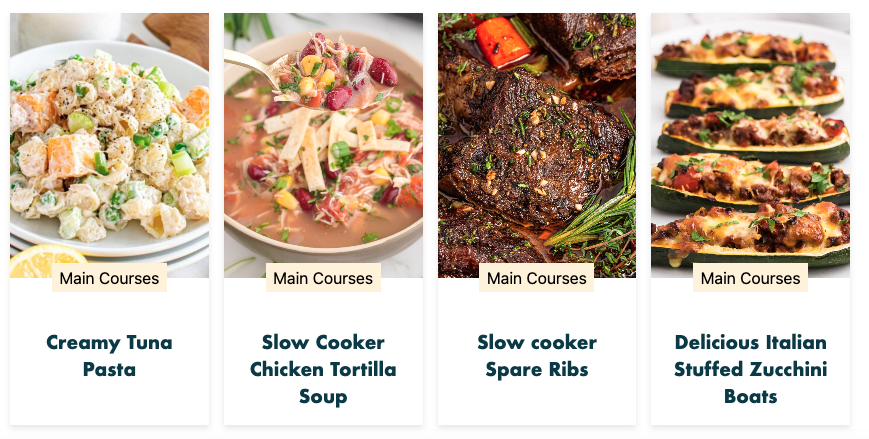 Main Courses
Creamy Tuna
Pasta
Main Courses
Slow Cooker
Chicken Tortilla
Soup
Main Courses
Slow cooker
Spare Ribs
Main Courses
Delicious Italian
Stuffed Zucchini
Boats